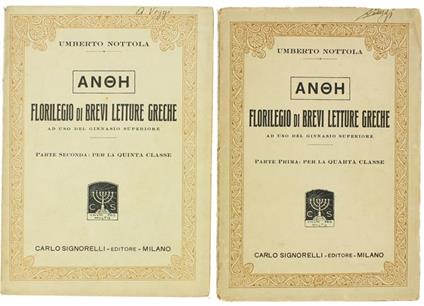 UMBERTO NOTTOLA
ΑΝΘΗ
FLORILEGIO DI BREVI LETTURE GRECHE
AD USO DEL GINNASIO SUPERIORE
PARTE SECONDA: PER LA QUINTA CLASSE
C S
CARLO SIGNORELLI - EDITORE - MILANO
UMBERTO NOTTOLA
ΑΝΘΗ
FLORILEGIO DI BREVI LETTURE GRECHE
AD USO DEL GINNASIO SUPERIORE
PARTE PRIMA: PER LA QUARTA CLASSE
C S
CARLO SIGNORELLI - EDITORE - MILANO